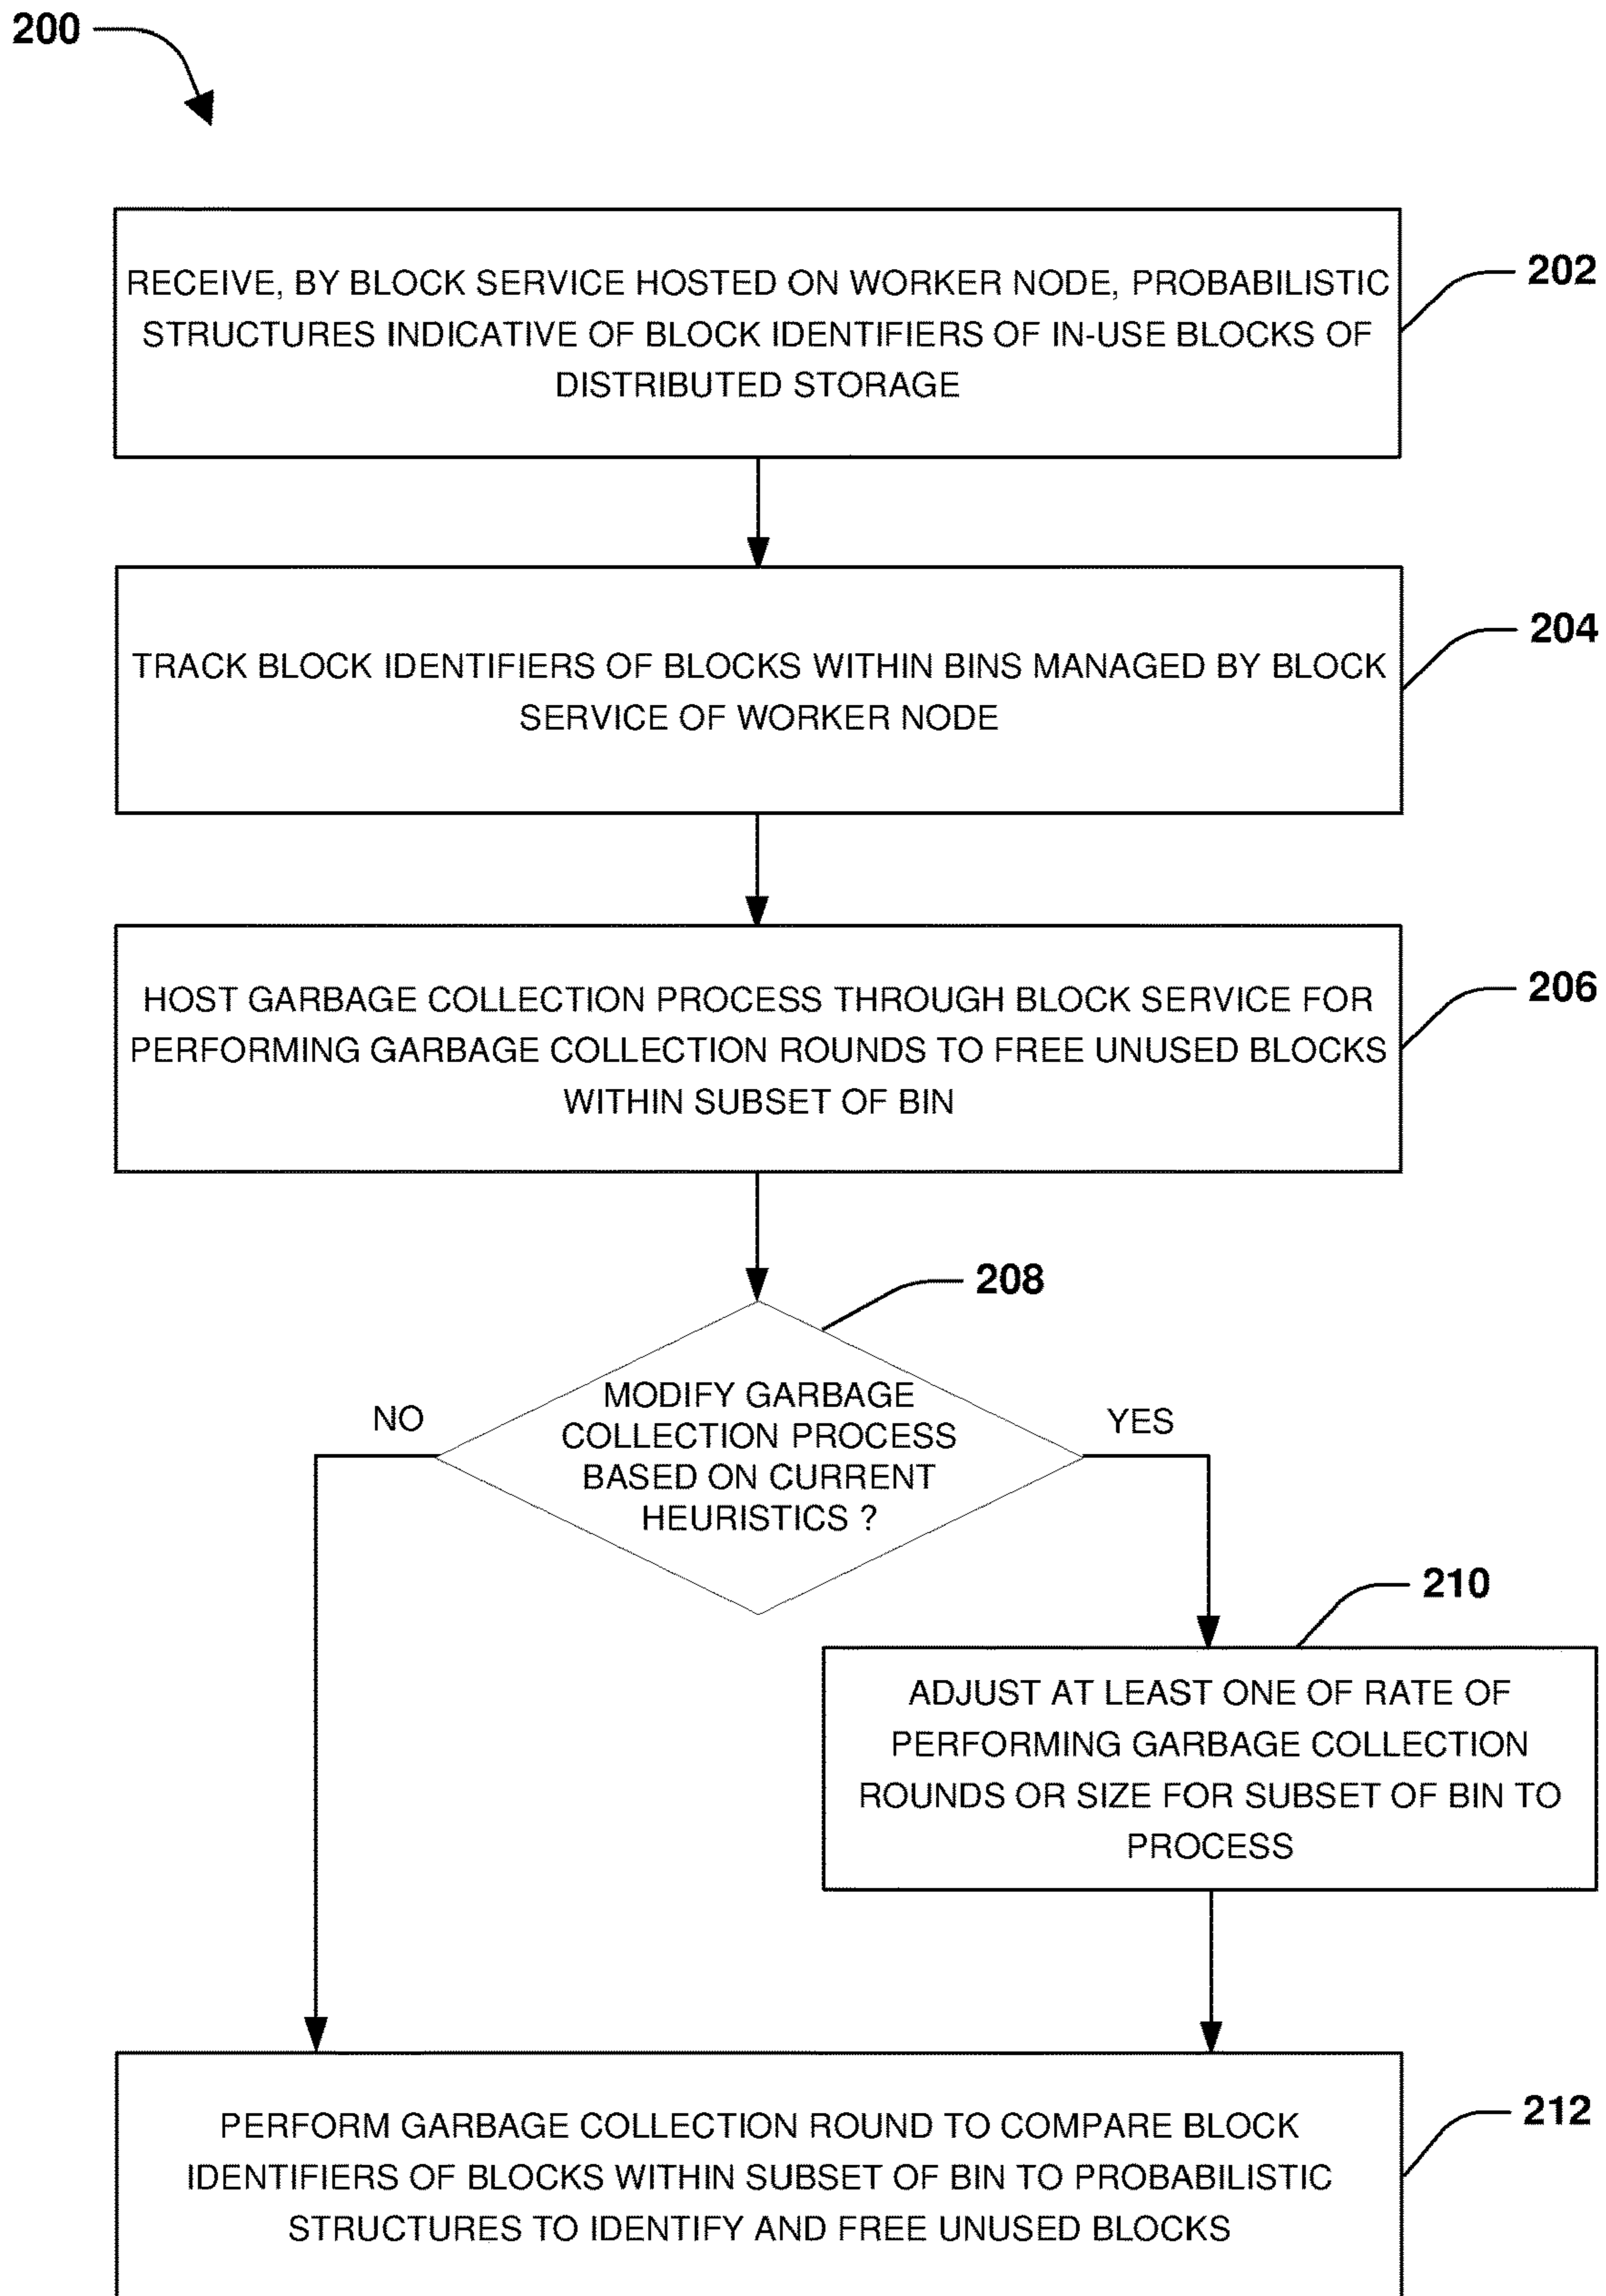 200
RECEIVE, BY BLOCK SERVICE HOSTED ON WORKER NODE, PROBABILISTIC
STRUCTURES INDICATIVE OF BLOCK IDENTIFIERS OF IN-USE BLOCKS OF
DISTRIBUTED STORAGE
202
TRACK BLOCK IDENTIFIERS OF BLOCKS WITHIN BINS MANAGED BY BLOCK
SERVICE OF WORKER NODE
204
HOST GARBAGE COLLECTION PROCESS THROUGH BLOCK SERVICE FOR
PERFORMING GARBAGE COLLECTION ROUNDS TO FREE UNUSED BLOCKS
WITHIN SUBSET OF BIN
206
208
MODIFY GARBAGE
COLLECTION PROCESS
BASED ON CURRENT
HEURISTICS ?
NO
YES
210
ADJUST AT LEAST ONE OF RATE OF
PERFORMING GARBAGE COLLECTION
ROUNDS OR SIZE FOR SUBSET OF BIN TO
PROCESS
PERFORM GARBAGE COLLECTION ROUND TO COMPARE BLOCK
IDENTIFIERS OF BLOCKS WITHIN SUBSET OF BIN TO PROBABILISTIC
STRUCTURES TO IDENTIFY AND FREE UNUSED BLOCKS
212